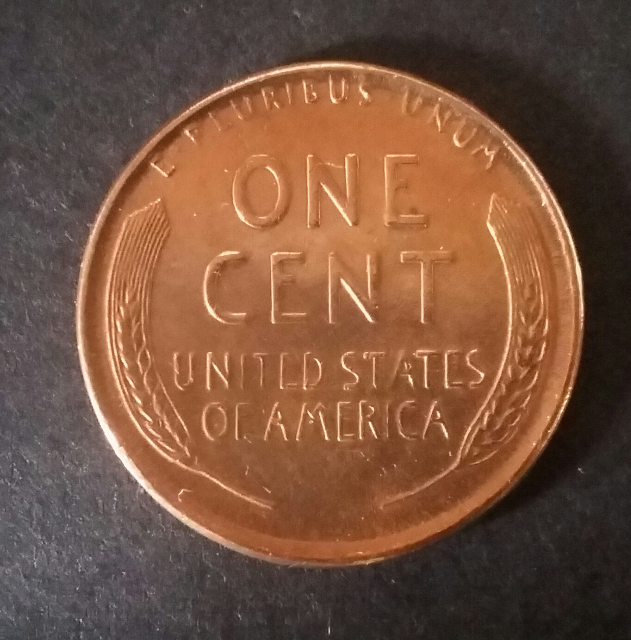 E PLURIBUS UNUM
ONE
CENT
UNITED STATES
OF AMERICA